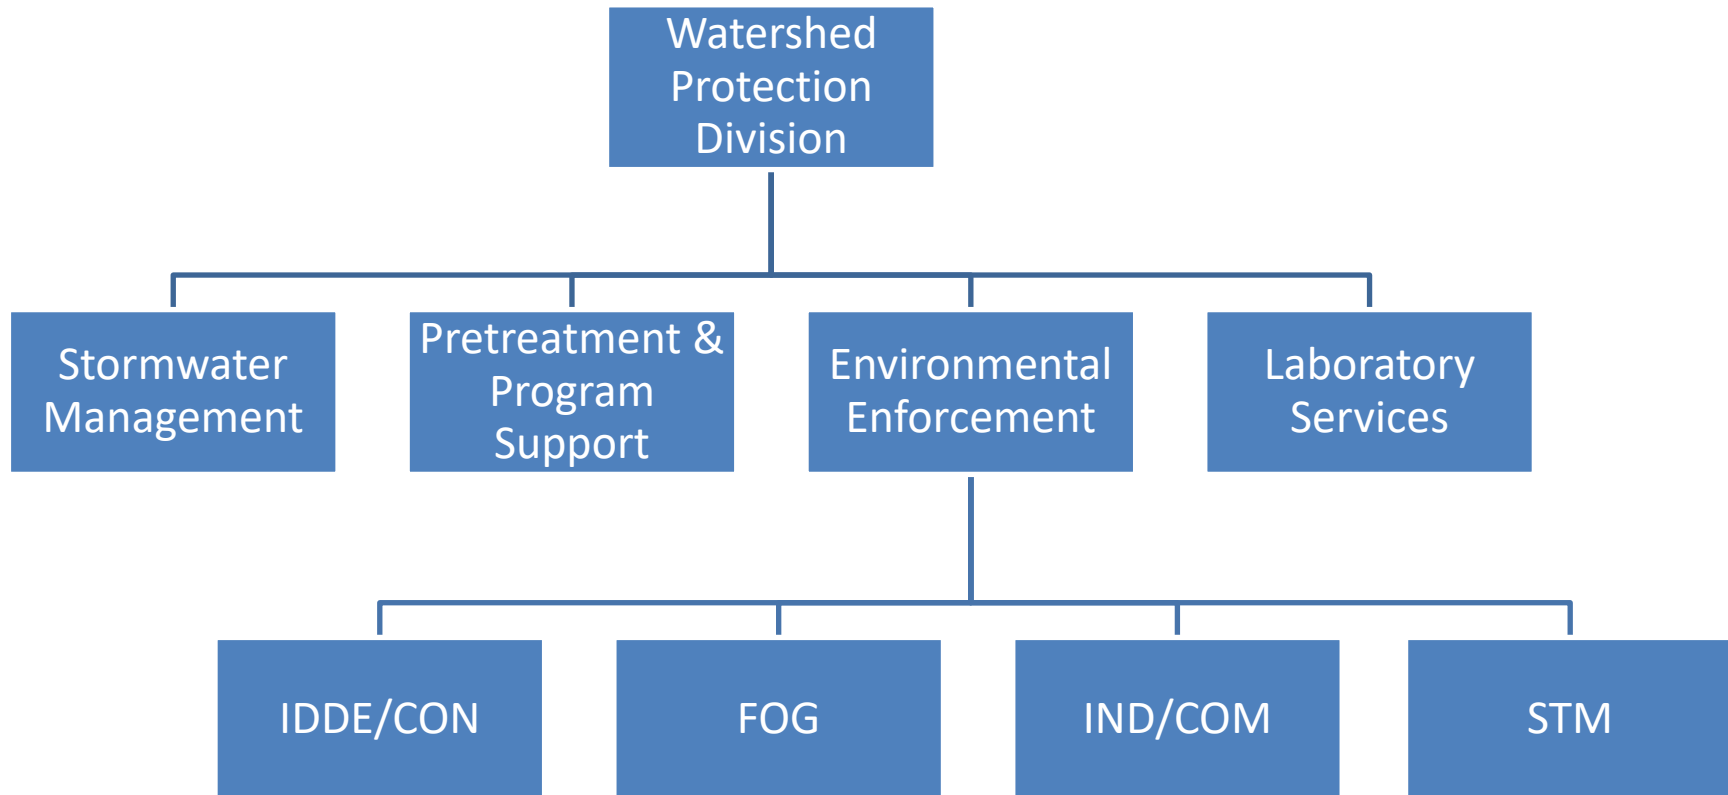 Watershed
Protection
Division
Stormwater
Management
Pretreatment &
Program
Support
Environmental
Enforcement
Laboratory
Services
IDDE/CON
FOG
IND/COM
STM